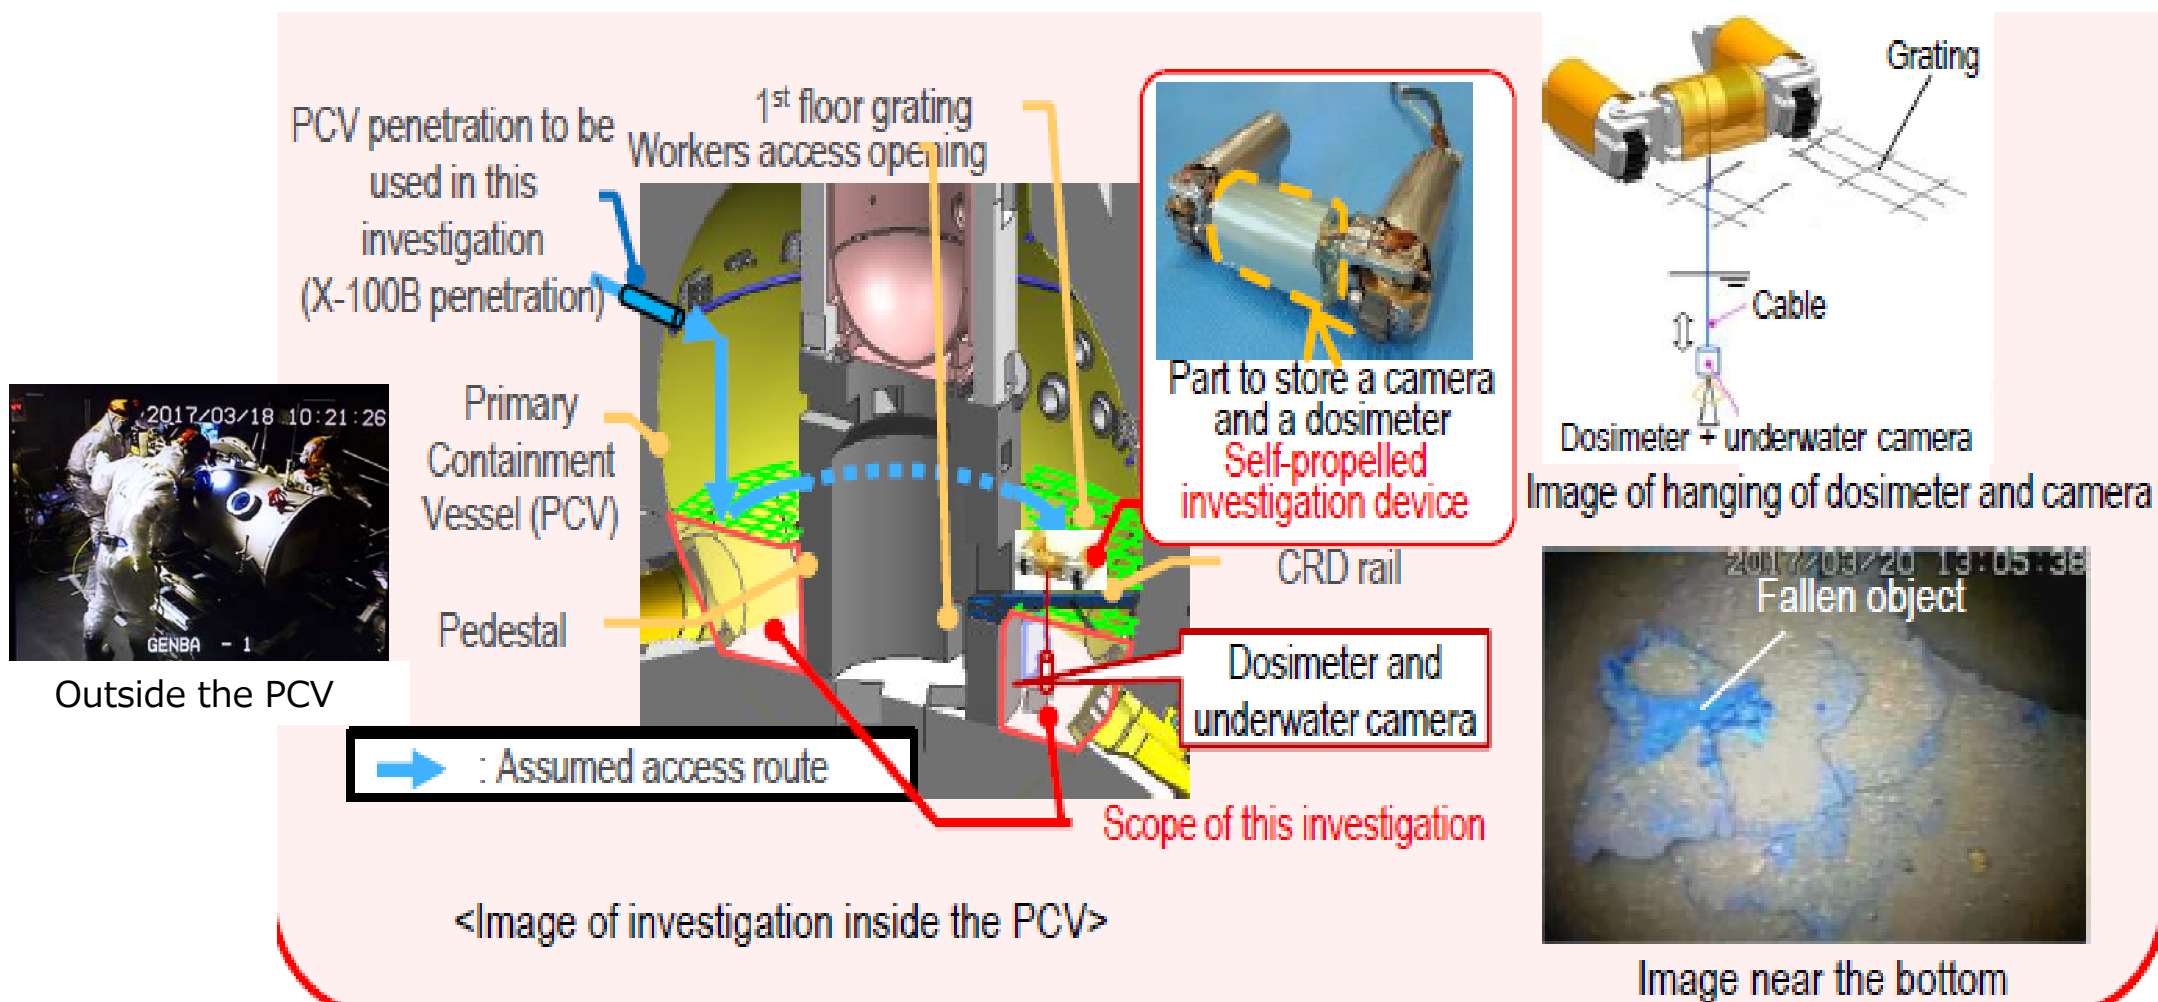 PCV penetration to be
used in this
investigation
(X-100B penetration)
1st floor grating
Workers access opening
Primary
Containment
Vessel (PCV)
Pedestal
2017/03/18 10:21:26
GENBA - 1
Outside the PCV
: Assumed access route
Part to store a camera
and a dosimeter
Self-propelled
investigation device
CRD rail
Dosimeter and
underwater camera
Scope of this investigation
<Image of investigation inside the PCV>
Grating
Cable
Dosimeter + underwater camera
Image of hanging of dosimeter and camera
2017/03/20 13:05:38
Fallen object
Image near the bottom